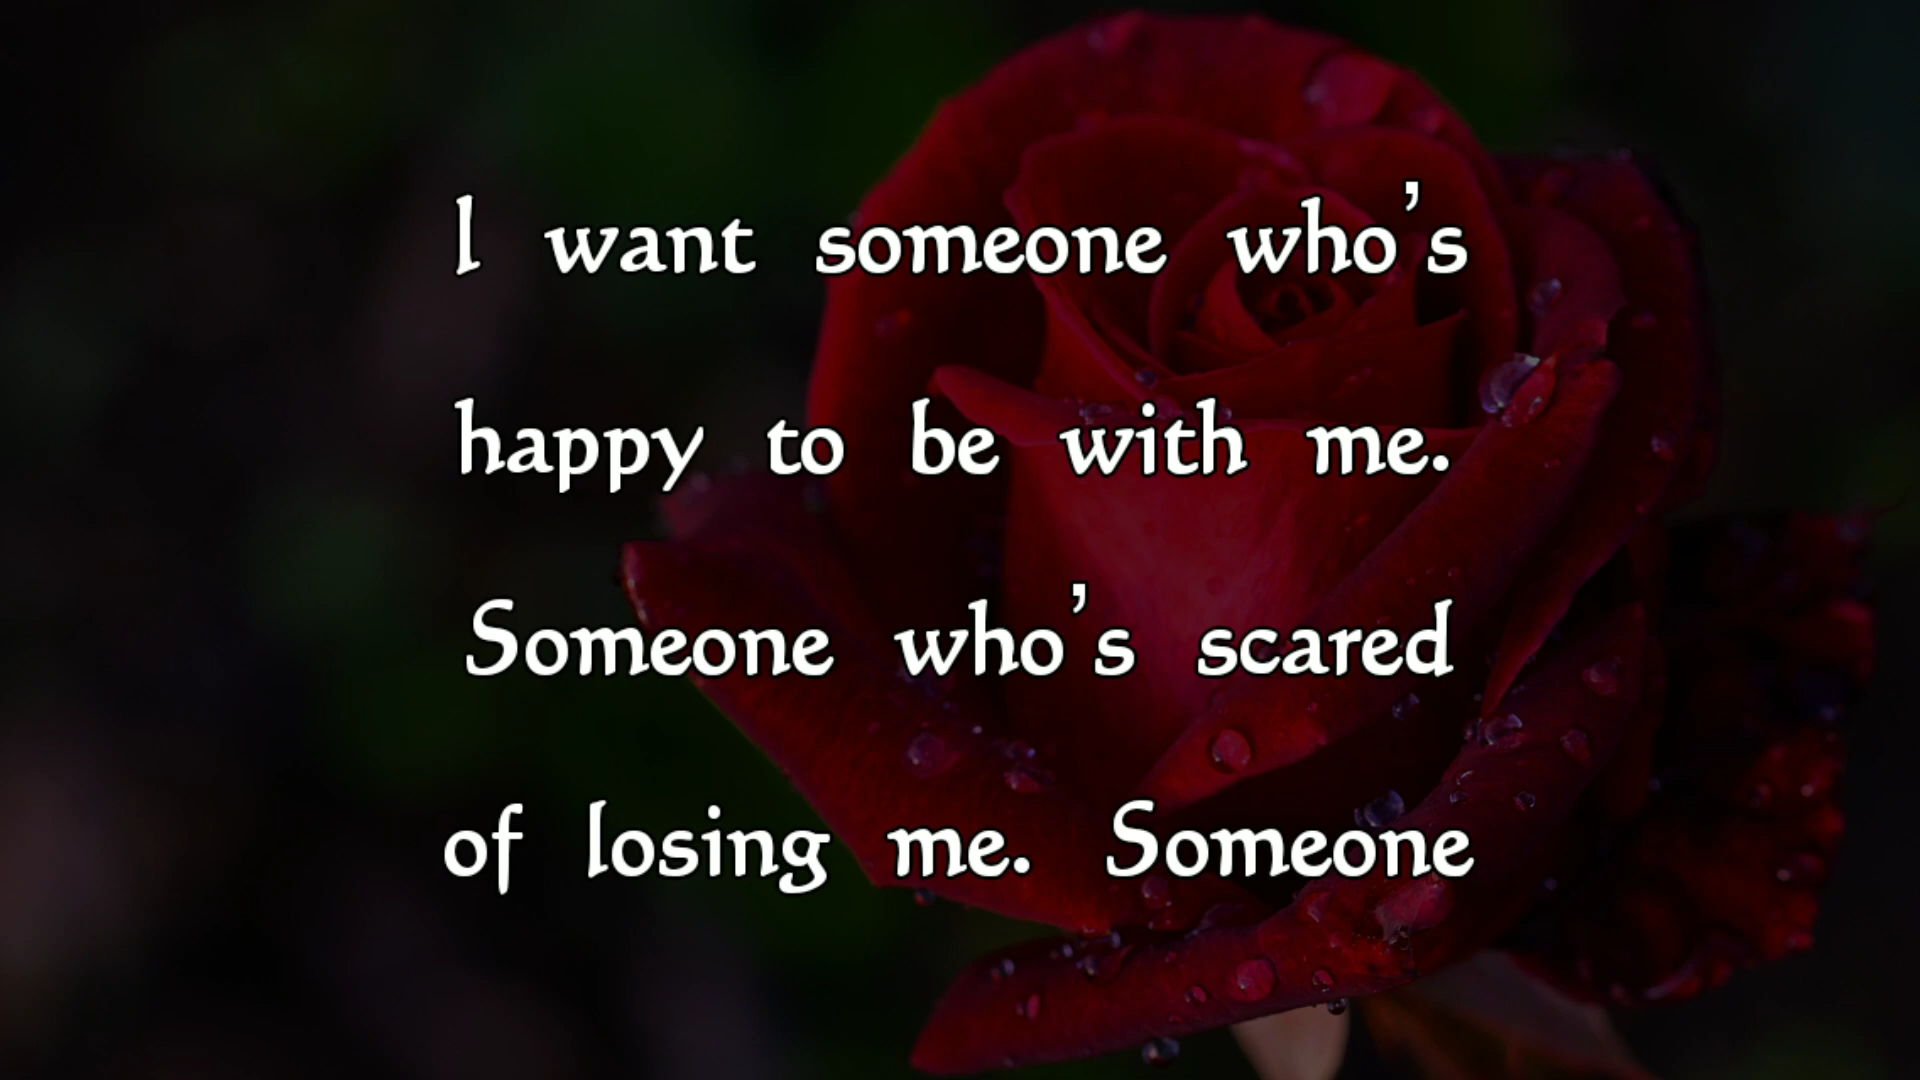 I want someone who's
happy to be with me.
Someone who's scared
of losing me. Someone